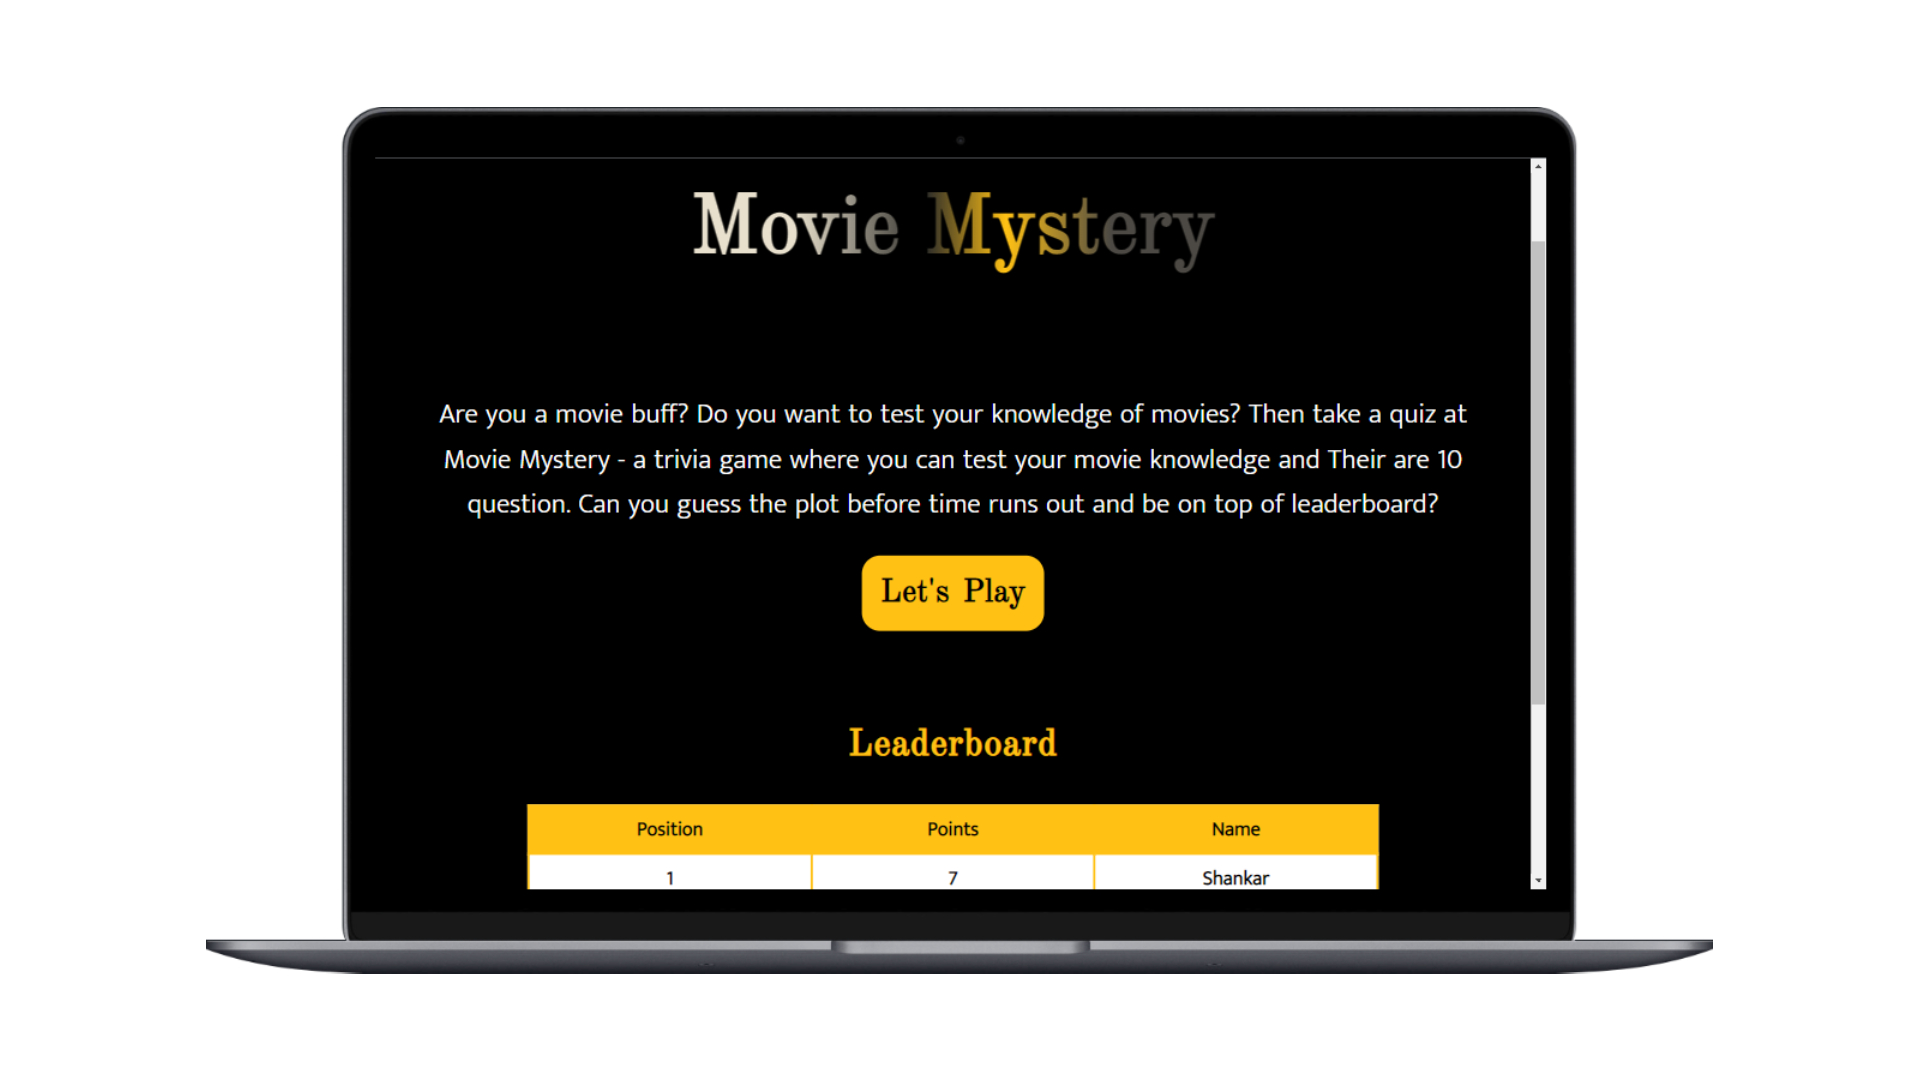 Movie Mystery
Are you a movie buff? Do you want to test your knowledge of movies? Then take a quiz at
Movie Mystery - a trivia game where you can test your movie knowledge and Their are 10
question. Can you guess the plot before time runs out and be on top of leaderboard?
Let's Play
Leaderboard
Position Points Name
1 7 Shankar